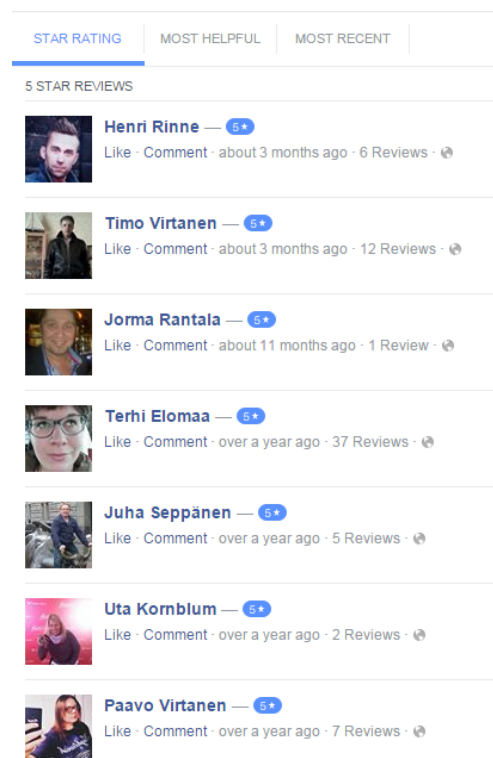 STAR RATING MOST HELPFUL MOST RECENT
5 STAR REVIEWS
Henri Rinne — 5★
Like · Comment · about 3 months ago · 6 Reviews ·
Timo Virtanen — 5★
Like · Comment · about 3 months ago · 12 Reviews ·
Jorma Rantala — 5★
Like · Comment · about 11 months ago · 1 Review ·
Terhi Elomaa — 5★
Like · Comment · over a year ago · 37 Reviews ·
Juha Seppänen — 5★
Like · Comment · over a year ago · 5 Reviews ·
Uta Kornblum — 5★
Like · Comment · over a year ago · 2 Reviews ·
Paavo Virtanen — 5★
Like · Comment · over a year ago · 7 Reviews ·